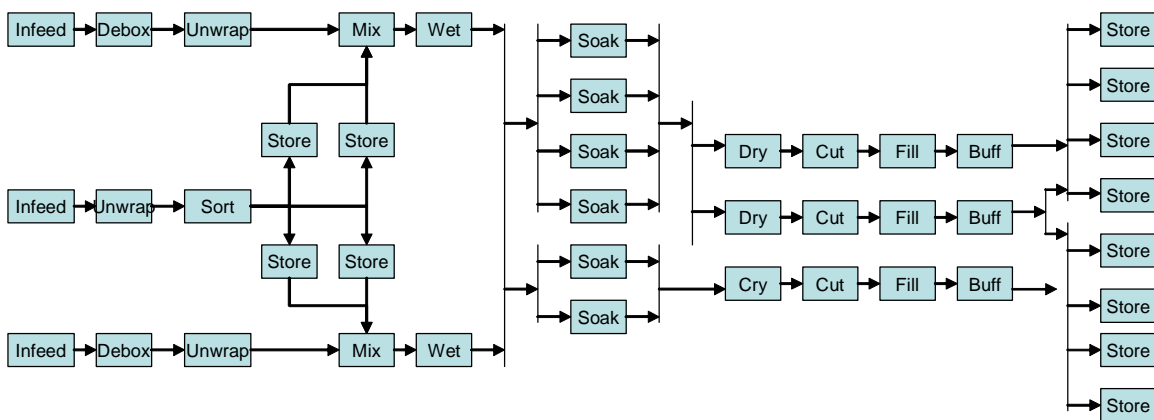 Infeed Debox Unwrap Mix Wet Soak Store
Soak Store
Store Store Soak Dry Cut Fill Buff Store
Infeed Unwrap Sort Soak Dry Cut Fill Buff Store
Store Store Soak Cry Cut Fill Buff Store
Soak Store
Infeed Debox Unwrap Mix Wet Store
Store